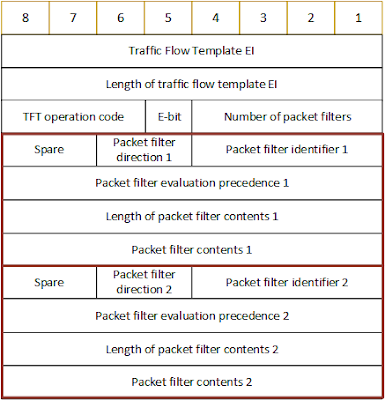 8 7 6 5 4 3 2 1
Traffic Flow Template EI
Length of traffic flow template EI
TFT operation code E-bit Number of packet filters
Spare Packet filter direction 1 Packet filter identifier 1
Packet filter evaluation precedence 1
Length of packet filter contents 1
Packet filter contents 1
Spare Packet filter direction 2 Packet filter identifier 2
Packet filter evaluation precedence 2
Length of packet filter contents 2
Packet filter contents 2